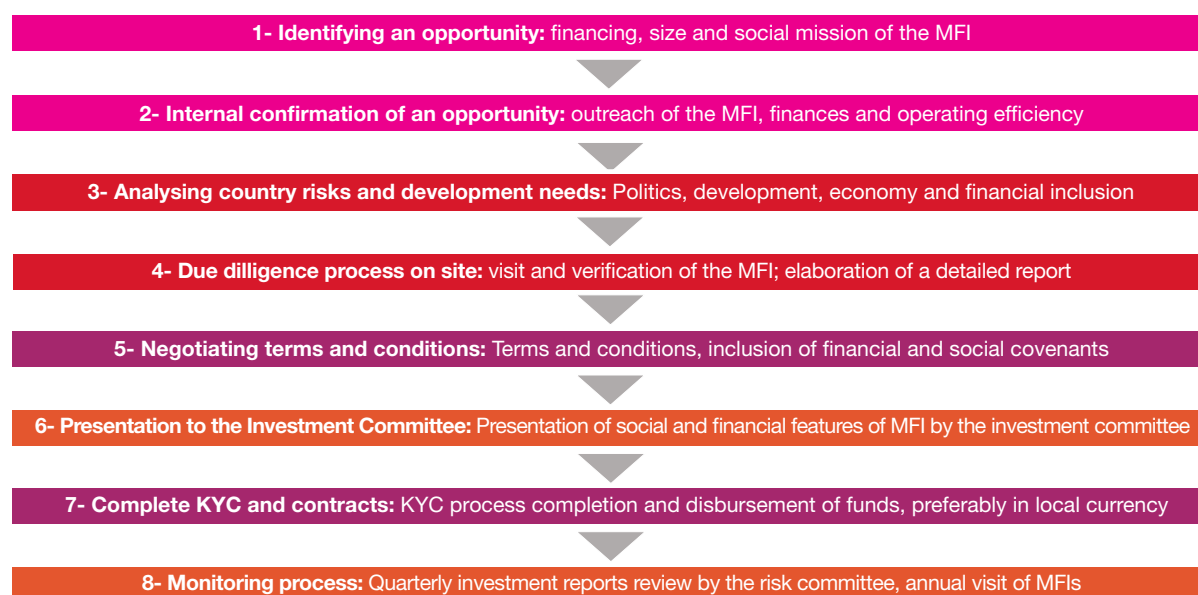 1- Identifying an opportunity: financing, size and social mission of the MFI
2- Internal confirmation of an opportunity: outreach of the MFI, finances and operating efficiency
3- Analysing country risks and development needs: Politics, development, economy and financial inclusion
4- Due dilligence process on site: visit and verification of the MFI; elaboration of a detailed report
5- Negotiating terms and conditions: Terms and conditions, inclusion of financial and social covenants
6- Presentation to the Investment Committee: Presentation of social and financial features of MFI by the investment committee
7- Complete KYC and contracts: KYC process completion and disbursement of funds, preferably in local currency
8- Monitoring process: Quarterly investment reports review by the risk committee, annual visit of MFIs